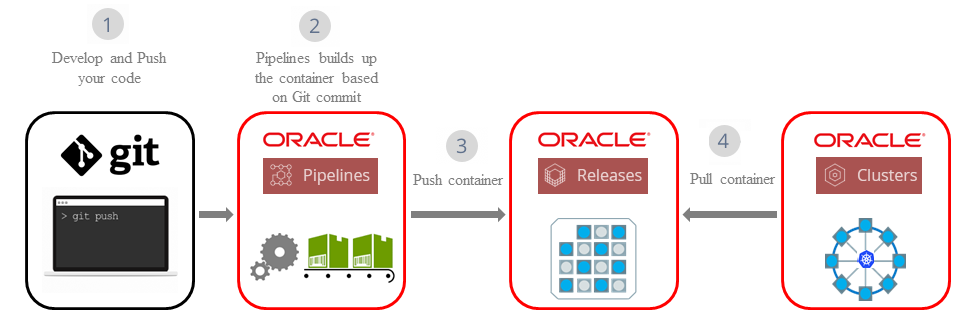 1
Develop and Push
your code
2
Pipelines builds up
the container based
on Git commit
git
> git push
ORACLE®
Pipelines
3
Push container
ORACLE®
Releases
4
Pull container
ORACLE®
Clusters